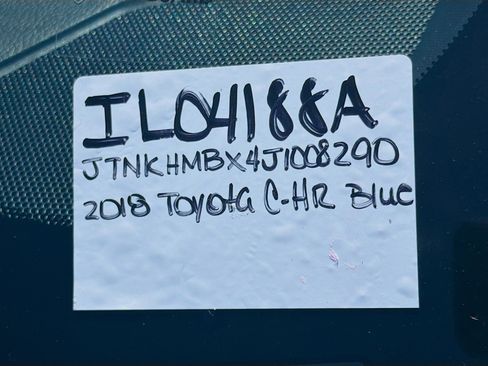 IL04188A
JTNKHMBX4J1008290
2018 Toyota C-HR Blue